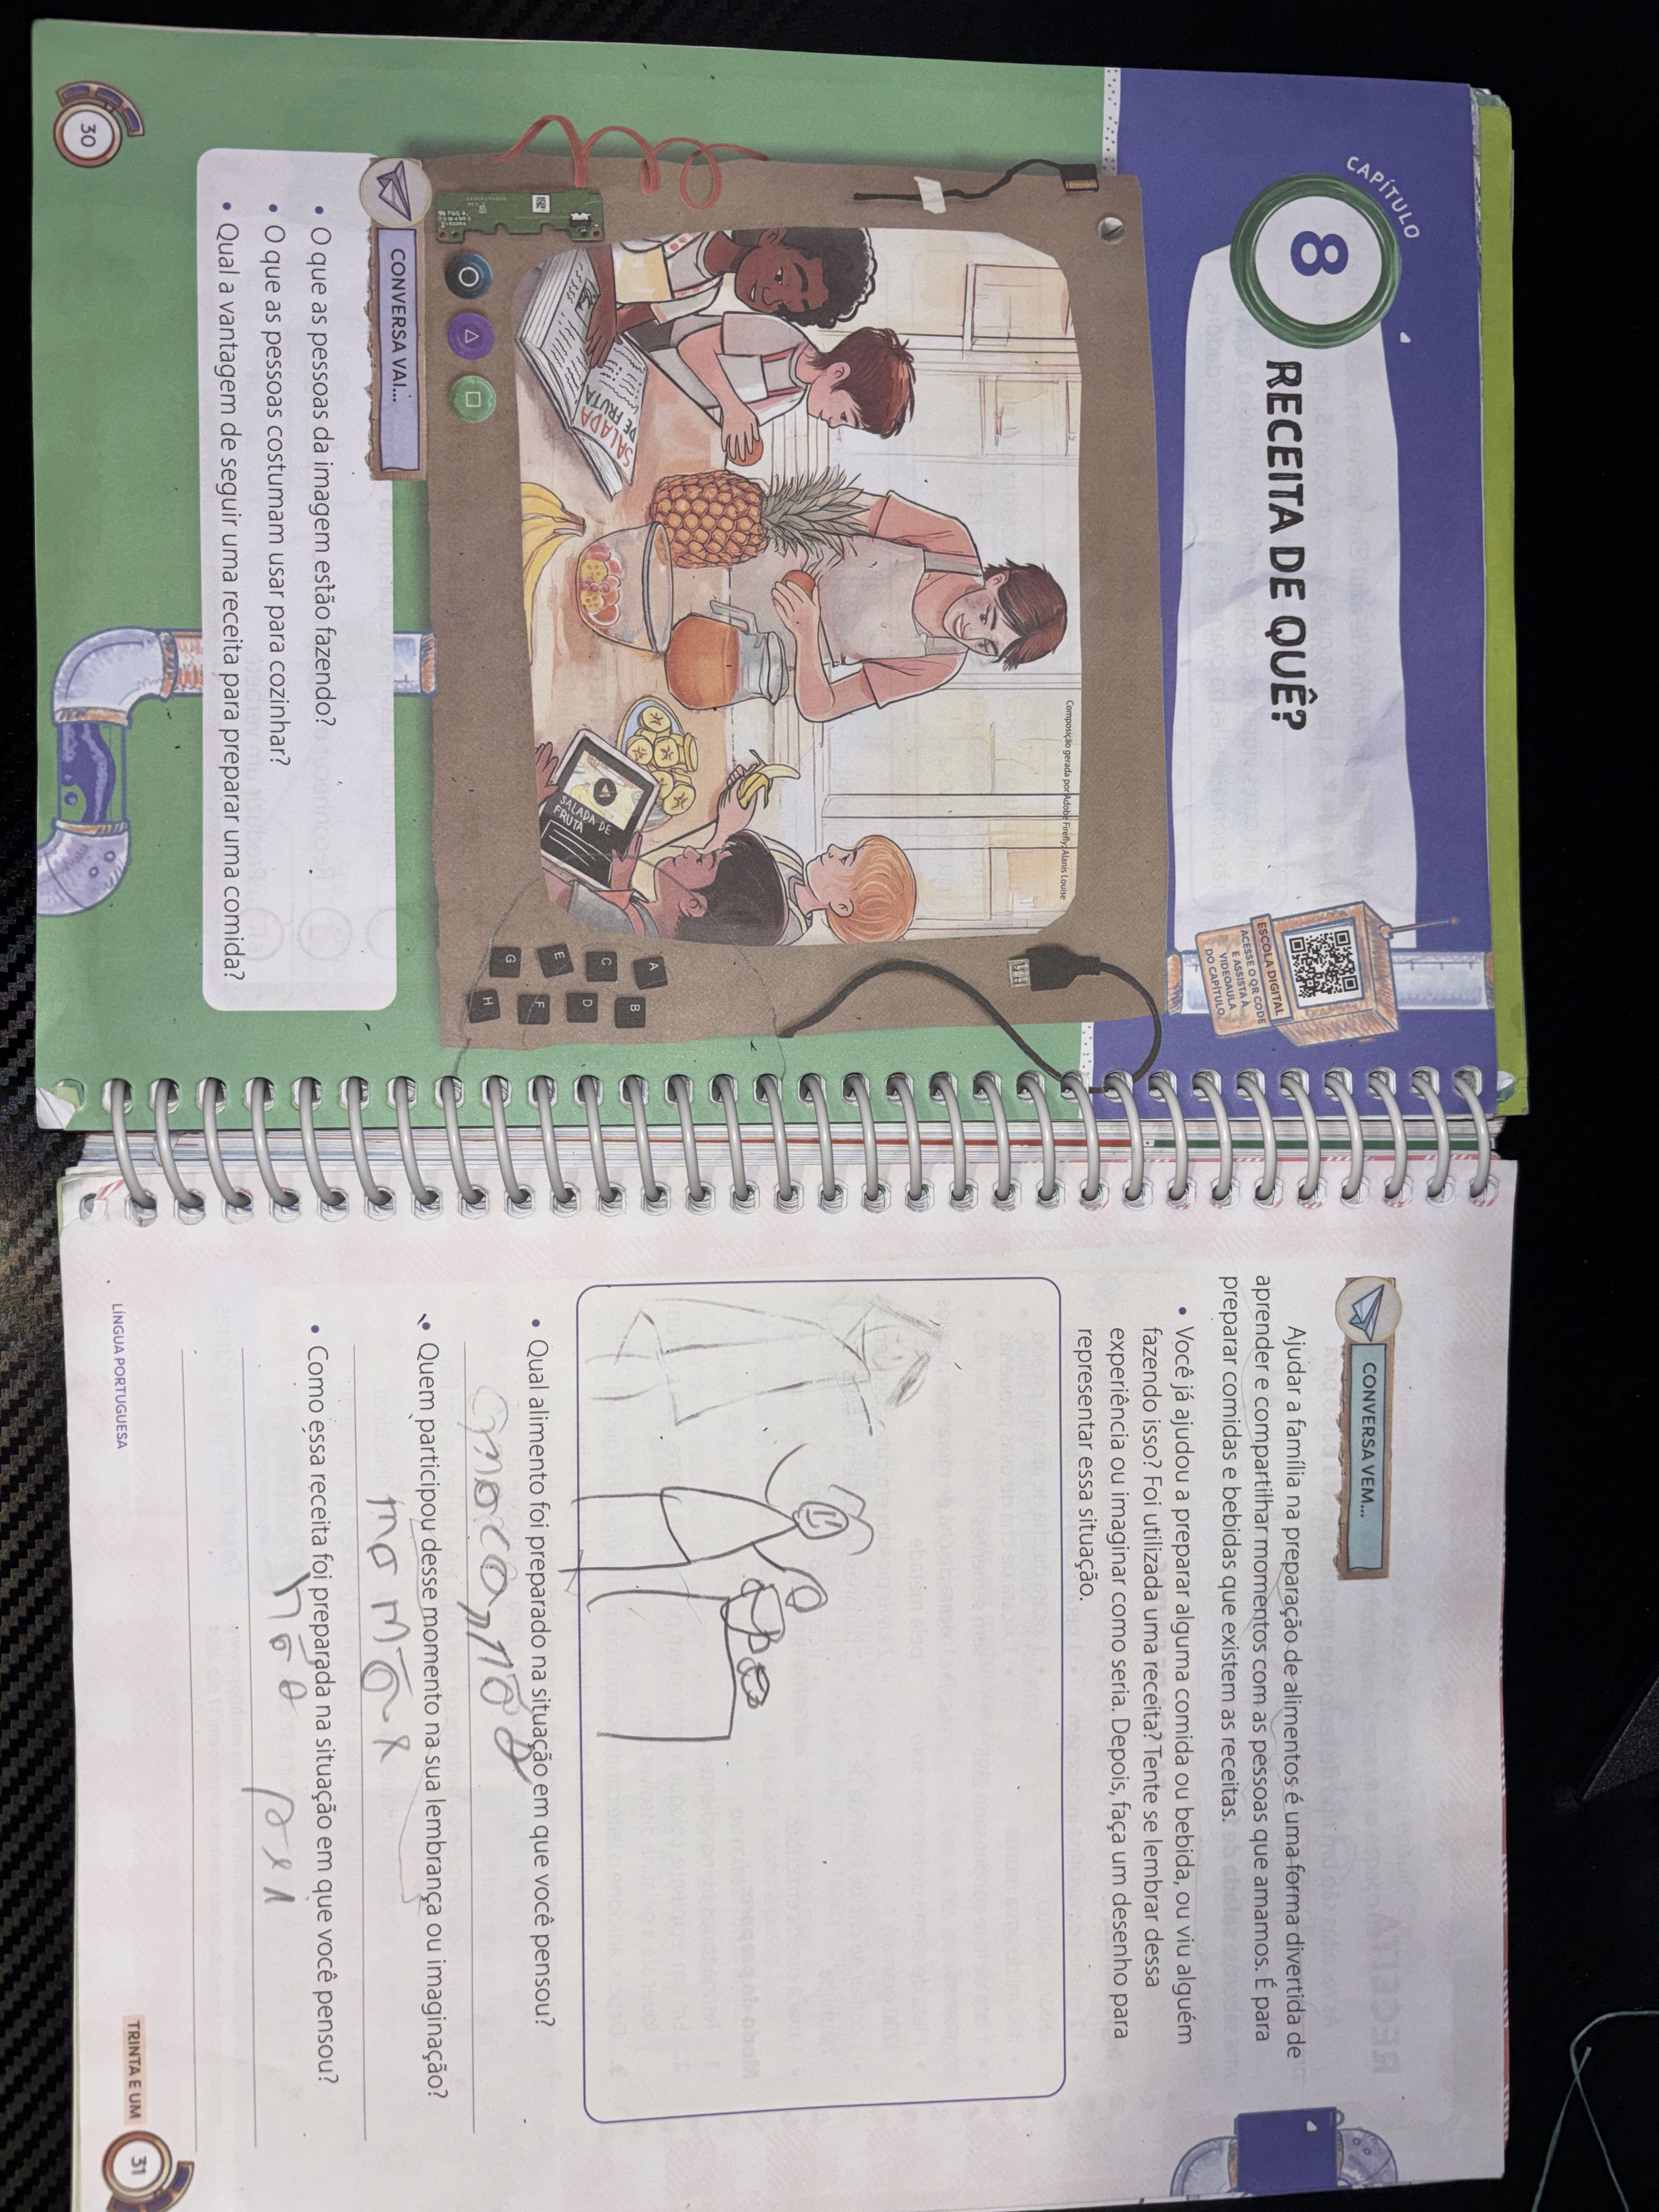 CAPÍTULO
8
RECEITA DE QUÊ?
ESCOLA DIGITAL
ACESSE O QR CODE
E ASSISTA À
VIDEOAULA
DO CAPÍTULO
Composição gerada por Adobe Firefly: Alanis Louise
SALADA
DE FRUTA
SALADA DE
FRUTA
A
B
C
D
E
F
G
H
CONVERSA VAI...
• O que as pessoas da imagem estão fazendo?
• O que as pessoas costumam usar para cozinhar?
• Qual a vantagem de seguir uma receita para preparar uma comida?
30
CONVERSA VEM...
Ajudar a família na preparação de alimentos é uma forma divertida de
aprender e compartilhar momentos com as pessoas que amamos. É para
preparar comidas e bebidas que existem as receitas.
• Você já ajudou a preparar alguma comida ou bebida, ou viu alguém
fazendo isso? Foi utilizada uma receita? Tente se lembrar dessa
experiência ou imaginar como seria. Depois, faça um desenho para
representar essa situação.
• Qual alimento foi preparado na situação em que você pensou?
• Quem participou desse momento na sua lembrança ou imaginação?
• Como essa receita foi preparada na situação em que você pensou?
LÍNGUA PORTUGUESA
TRINTA E UM
31